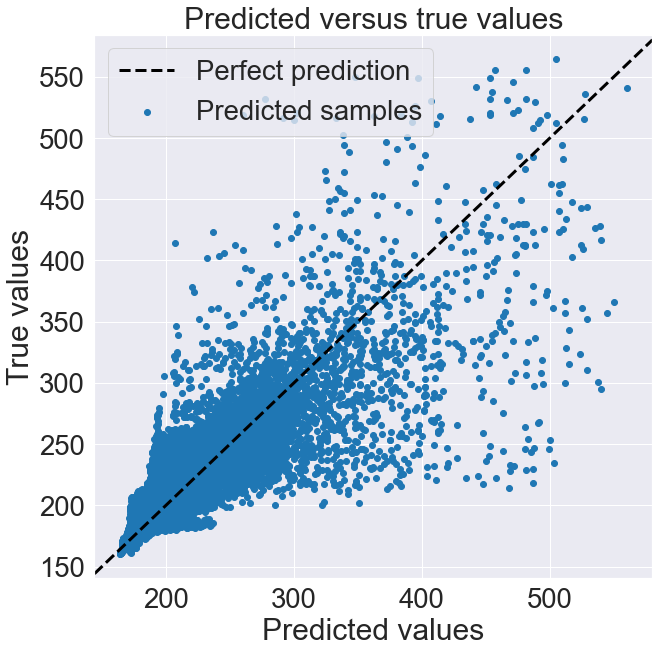 Predicted versus true values
Perfect prediction
Predicted samples
True values
550
500
450
400
350
300
250
200
150
200 300 400 500
Predicted values